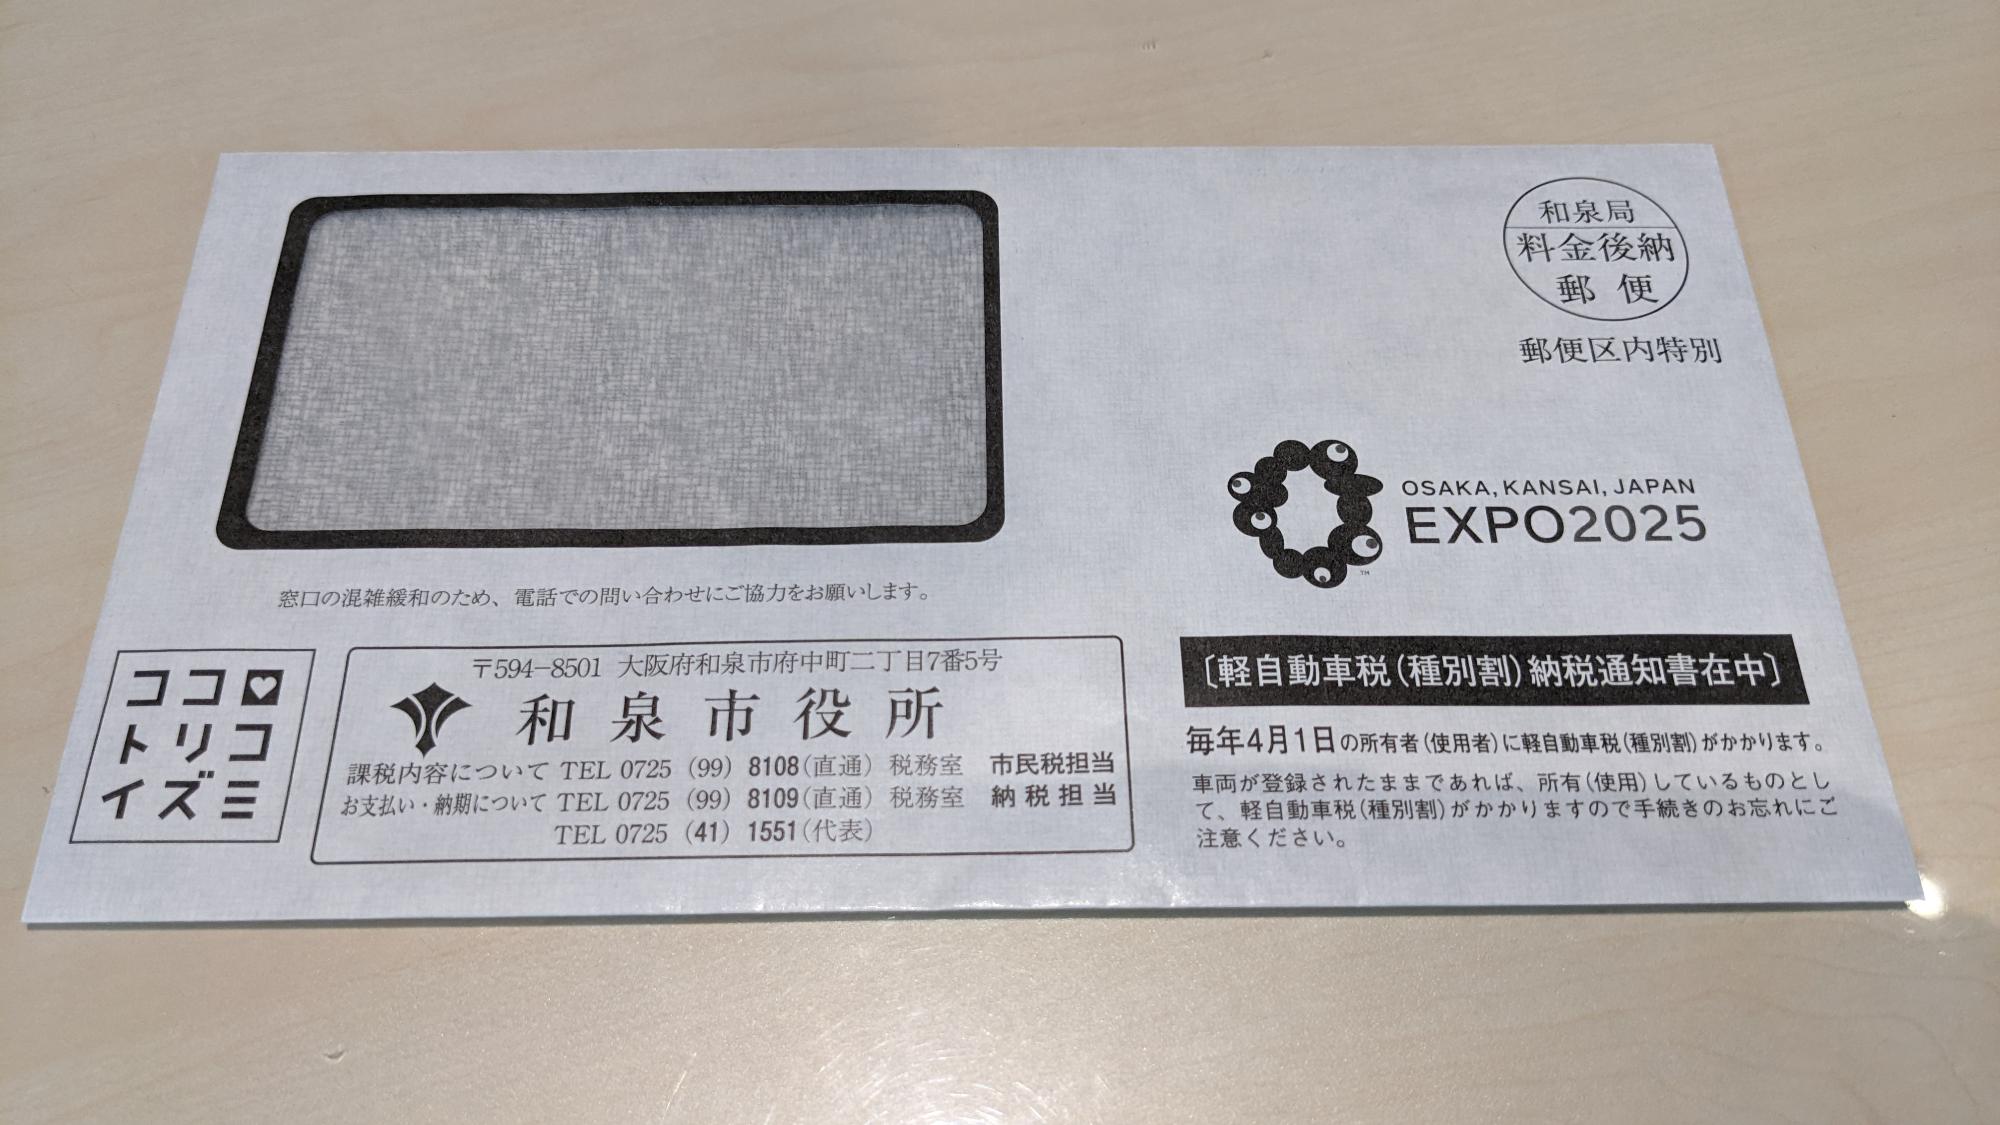 和泉局
料金後納
郵便
郵便区内特別
OSAKA, KANSAI, JAPAN
EXPO2025
TM
窓口の混雑緩和のため、電話での問い合わせにご協力をお願いします。
ココロ
トリコ
イズミ
〒594-8501 大阪府和泉市府中町二丁目7番5号
和泉市役所
課税内容について TEL 0725 (99) 8108(直通) 税務室 市民税担当
お支払い・納期について TEL 0725 (99) 8109(直通) 税務室 納税担当
TEL 0725 (41) 1551(代表)
〔軽自動車税(種別割)納税通知書在中〕
毎年4月1日の所有者(使用者)に軽自動車税(種別割)がかかります。
車両が登録されたままであれば、所有(使用)しているものとし
て、軽自動車税(種別割)がかかりますので手続きのお忘れにご
注意ください。